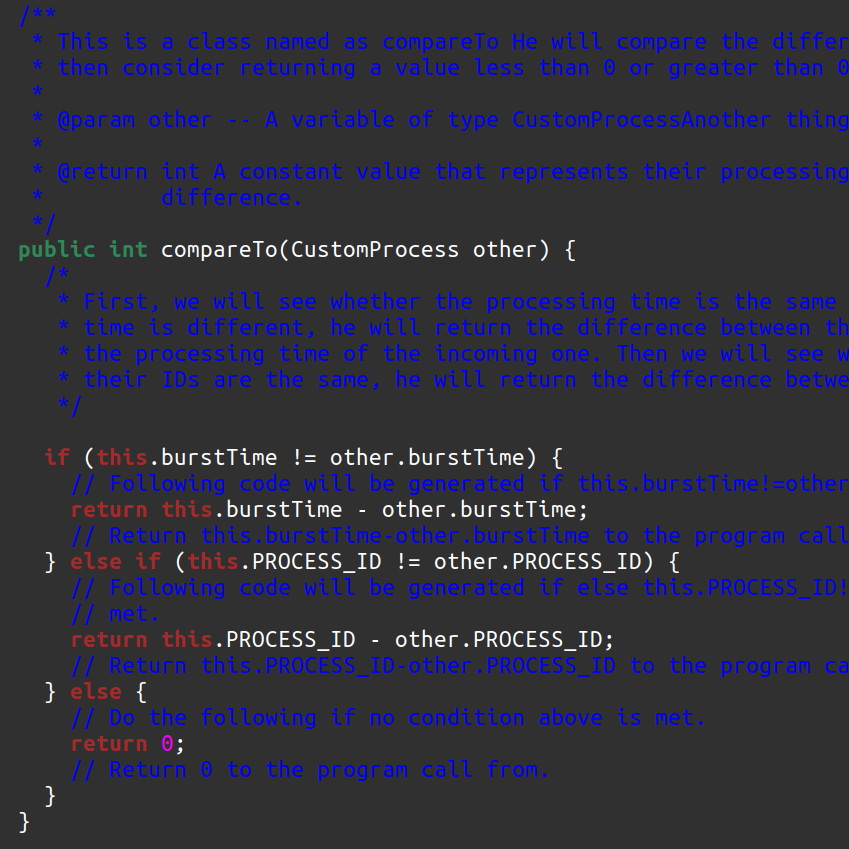 /**
 * This is a class named as compareTo He will compare the differ
 * then consider returning a value less than 0 or greater than 0
 *
 * @param other -- A variable of type CustomProcessAnother thing
 *
 * @return int A constant value that represents their processing
 *         difference.
 */
public int compareTo(CustomProcess other) {
  /*
   * First, we will see whether the processing time is the same
   * time is different, he will return the difference between th
   * the processing time of the incoming one. Then we will see w
   * their IDs are the same, he will return the difference betwe
   */

  if (this.burstTime != other.burstTime) {
    // Following code will be generated if this.burstTime!=other
    return this.burstTime - other.burstTime;
    // Return this.burstTime-other.burstTime to the program call
  } else if (this.PROCESS_ID != other.PROCESS_ID) {
    // Following code will be generated if else this.PROCESS_ID!
    // met.
    return this.PROCESS_ID - other.PROCESS_ID;
    // Return this.PROCESS_ID-other.PROCESS_ID to the program ca
  } else {
    // Do the following if no condition above is met.
    return 0;
    // Return 0 to the program call from.
  }
}